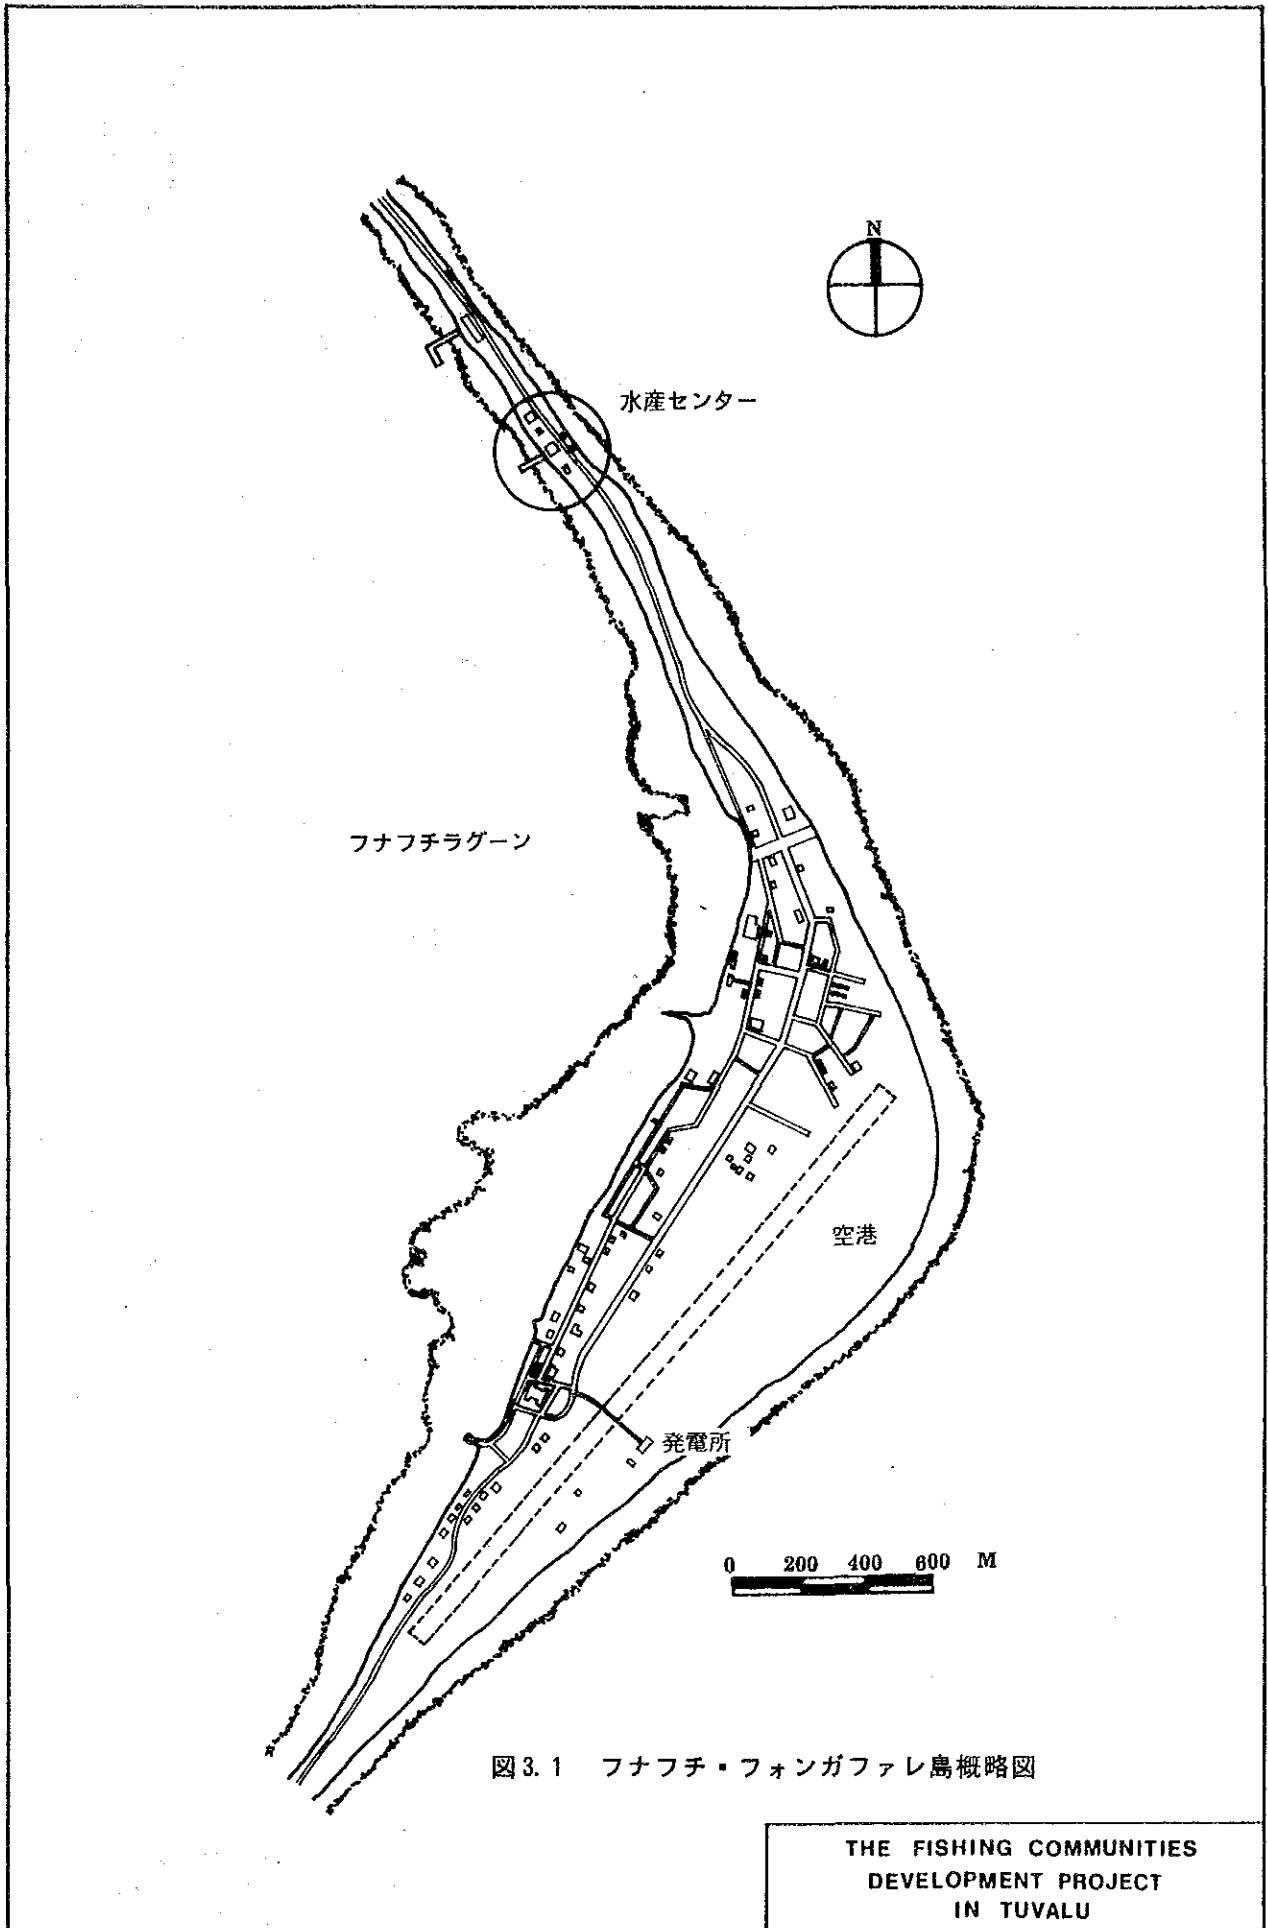 N
水産センター
フナフチラグーン
空港
発電所
0 200 400 600 M
図3.1 フナフチ・フォンガファレ島概略図
THE FISHING COMMUNITIES
DEVELOPMENT PROJECT
IN TUVALU